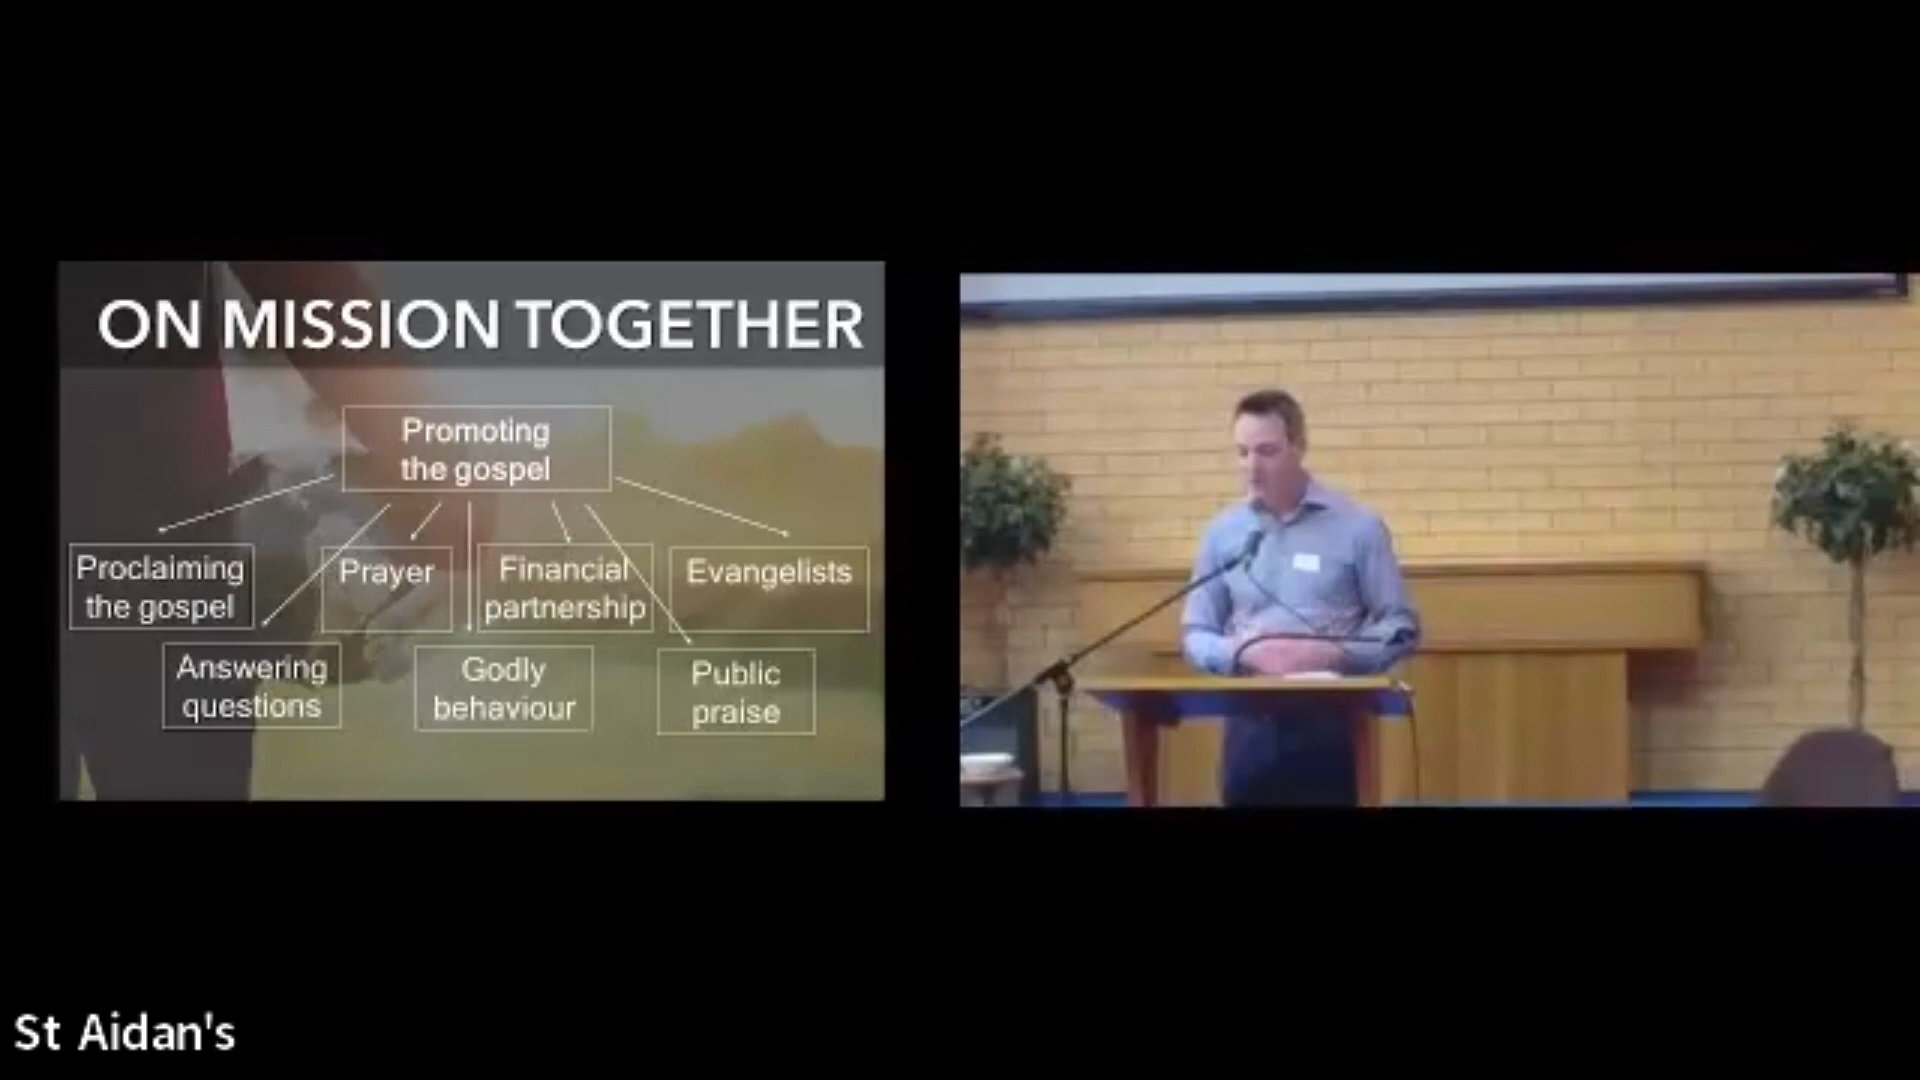 ON MISSION TOGETHER
Promoting
the gospel
Proclaiming
the gospel
Prayer
Financial
partnership
Evangelists
Answering
questions
Godly
behaviour
Public
praise
St Aidan's